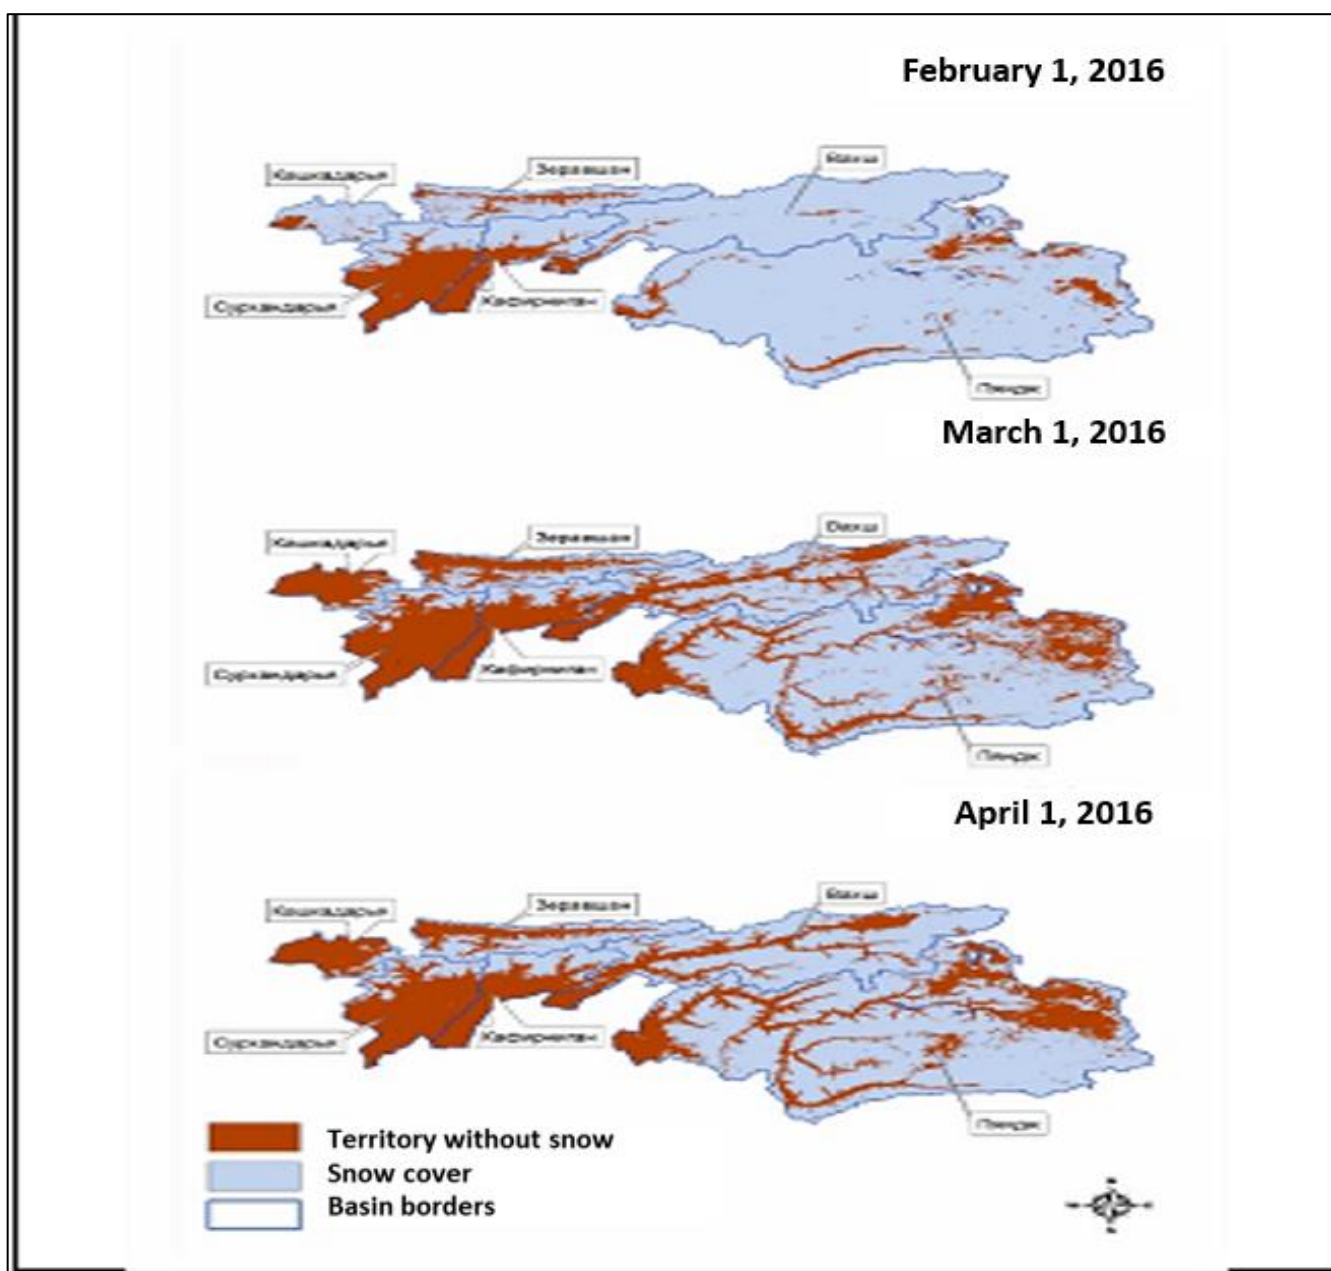 February 1, 2016
Кашкадарья
Зеравшан
Вахш
Сурхандарья
Кафирниган
Пяндж
March 1, 2016
Кашкадарья
Зеравшан
Вахш
Сурхандарья
Кафирниган
Пяндж
April 1, 2016
Кашкадарья
Зеравшан
Вахш
Сурхандарья
Кафирниган
Пяндж
Territory without snow
Snow cover
Basin borders